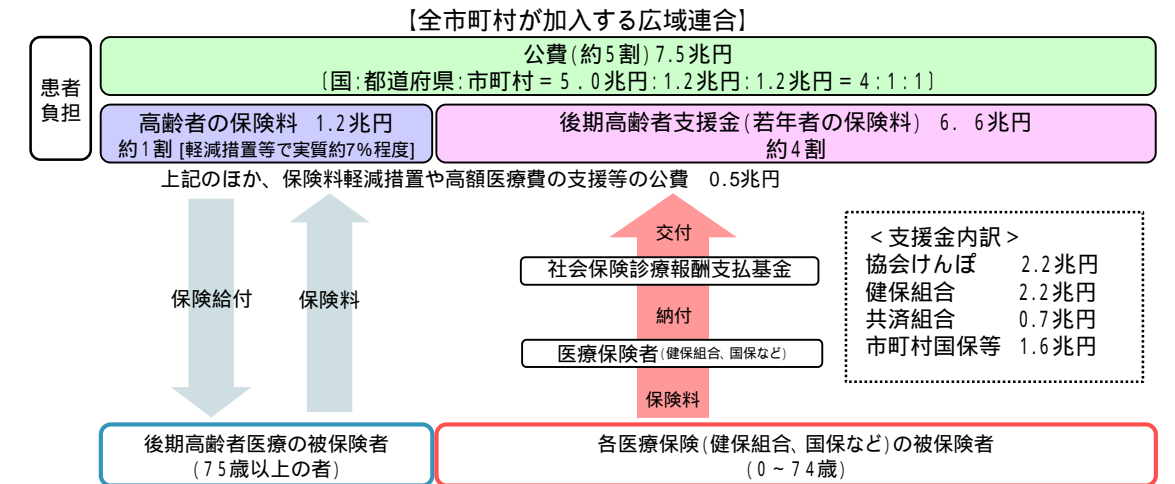 【全市町村が加入する広域連合】
患者
負担
公費(約5割)7.5兆円
〔国:都道府県:市町村=5.0兆円:1.2兆円:1.2兆円=4:1:1〕
高齢者の保険料 1.2兆円
約1割 [軽減措置等で実質約7%程度]
後期高齢者支援金(若年者の保険料) 6.6兆円
約4割
上記のほか、保険料軽減措置や高額医療費の支援等の公費 0.5兆円
保険給付
保険料
交付
社会保険診療報酬支払基金
納付
医療保険者(健保組合、国保など)
保険料
<支援金内訳>
協会けんぽ 2.2兆円
健保組合 2.2兆円
共済組合 0.7兆円
市町村国保等 1.6兆円
後期高齢者医療の被保険者
(75歳以上の者)
各医療保険(健保組合、国保など)の被保険者
(0~74歳)